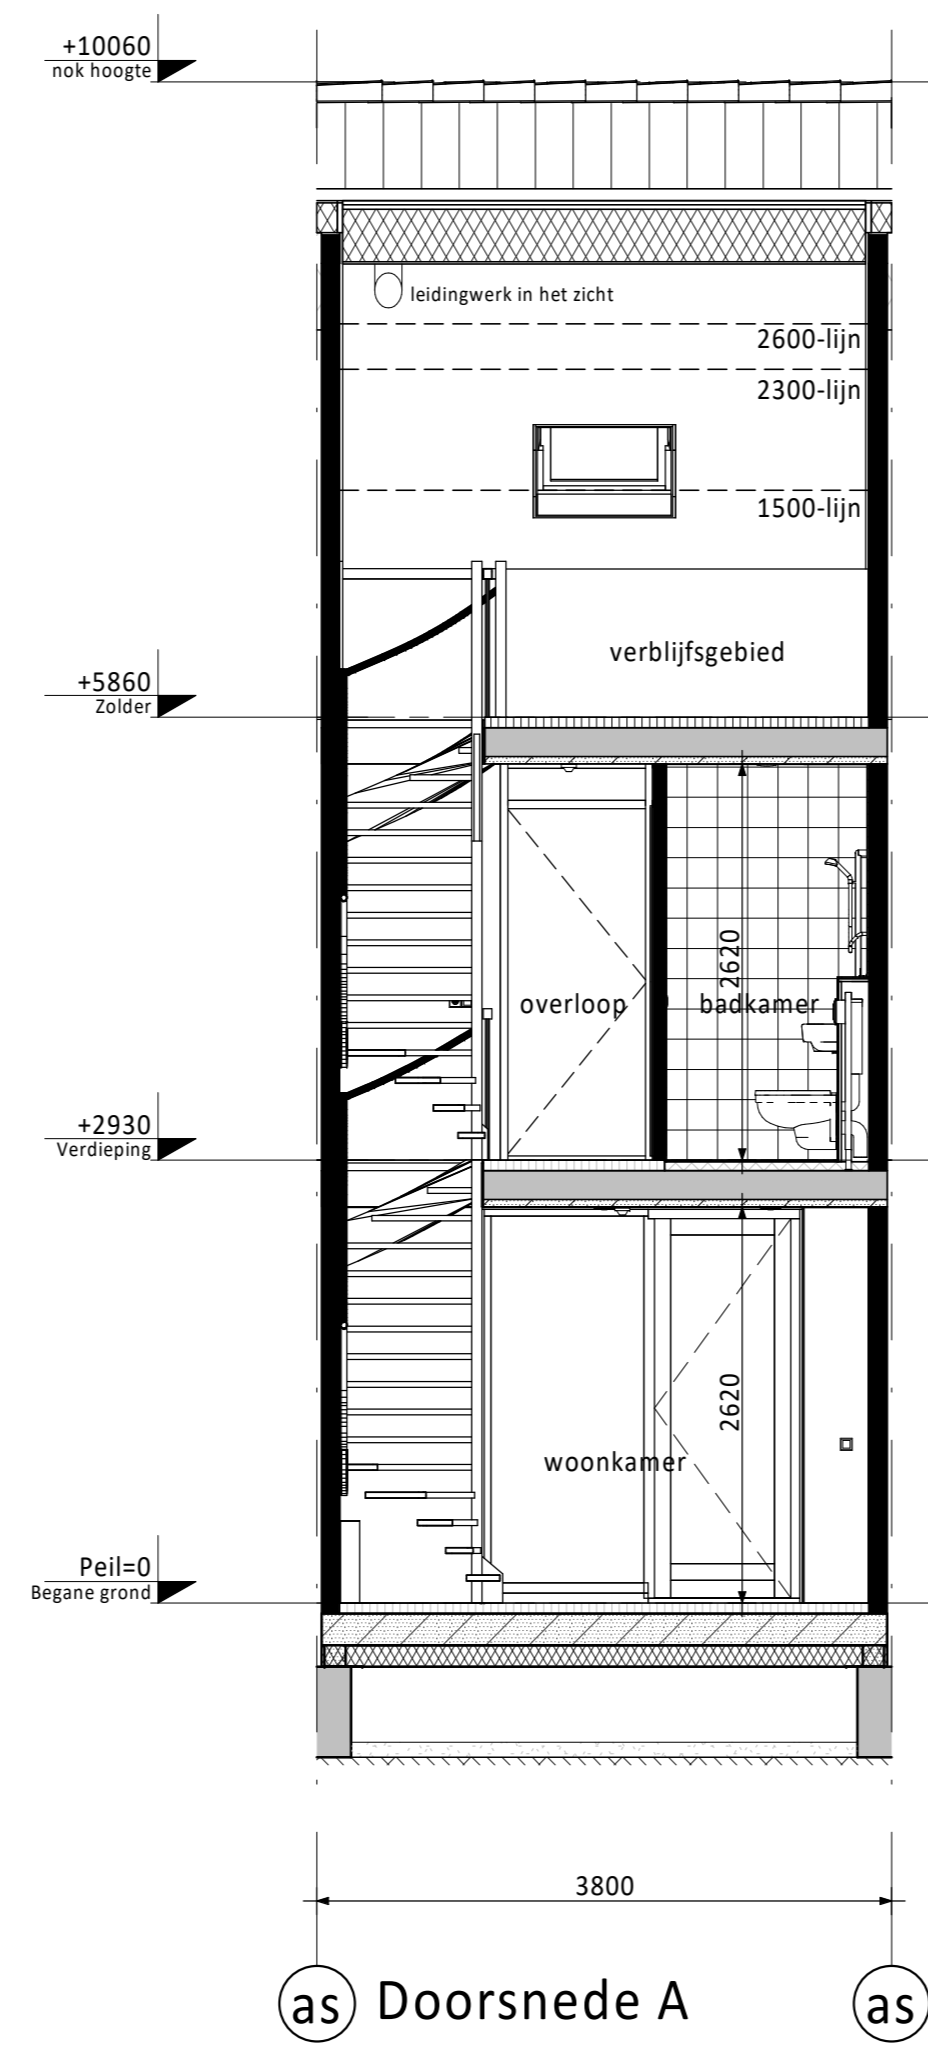 +10060
nok hoogte
leidingwerk in het zicht
2600-lijn
2300-lijn
1500-lijn
verblijfsgebied
+5860
Zolder
2620
overloop
badkamer
+2930
Verdieping
2620
woonkamer
Peil=0
Begane grond
3800
as
Doorsnede A
as